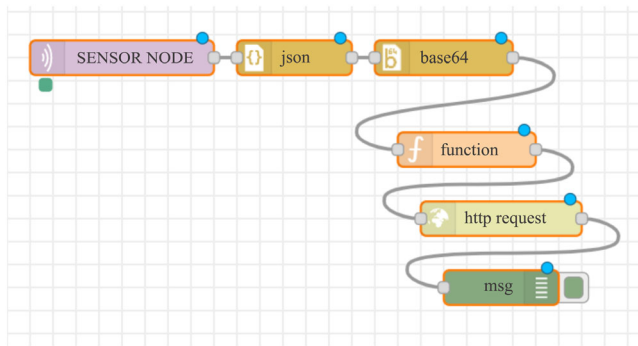 SENSOR NODE
json
base64
function
http request
msg